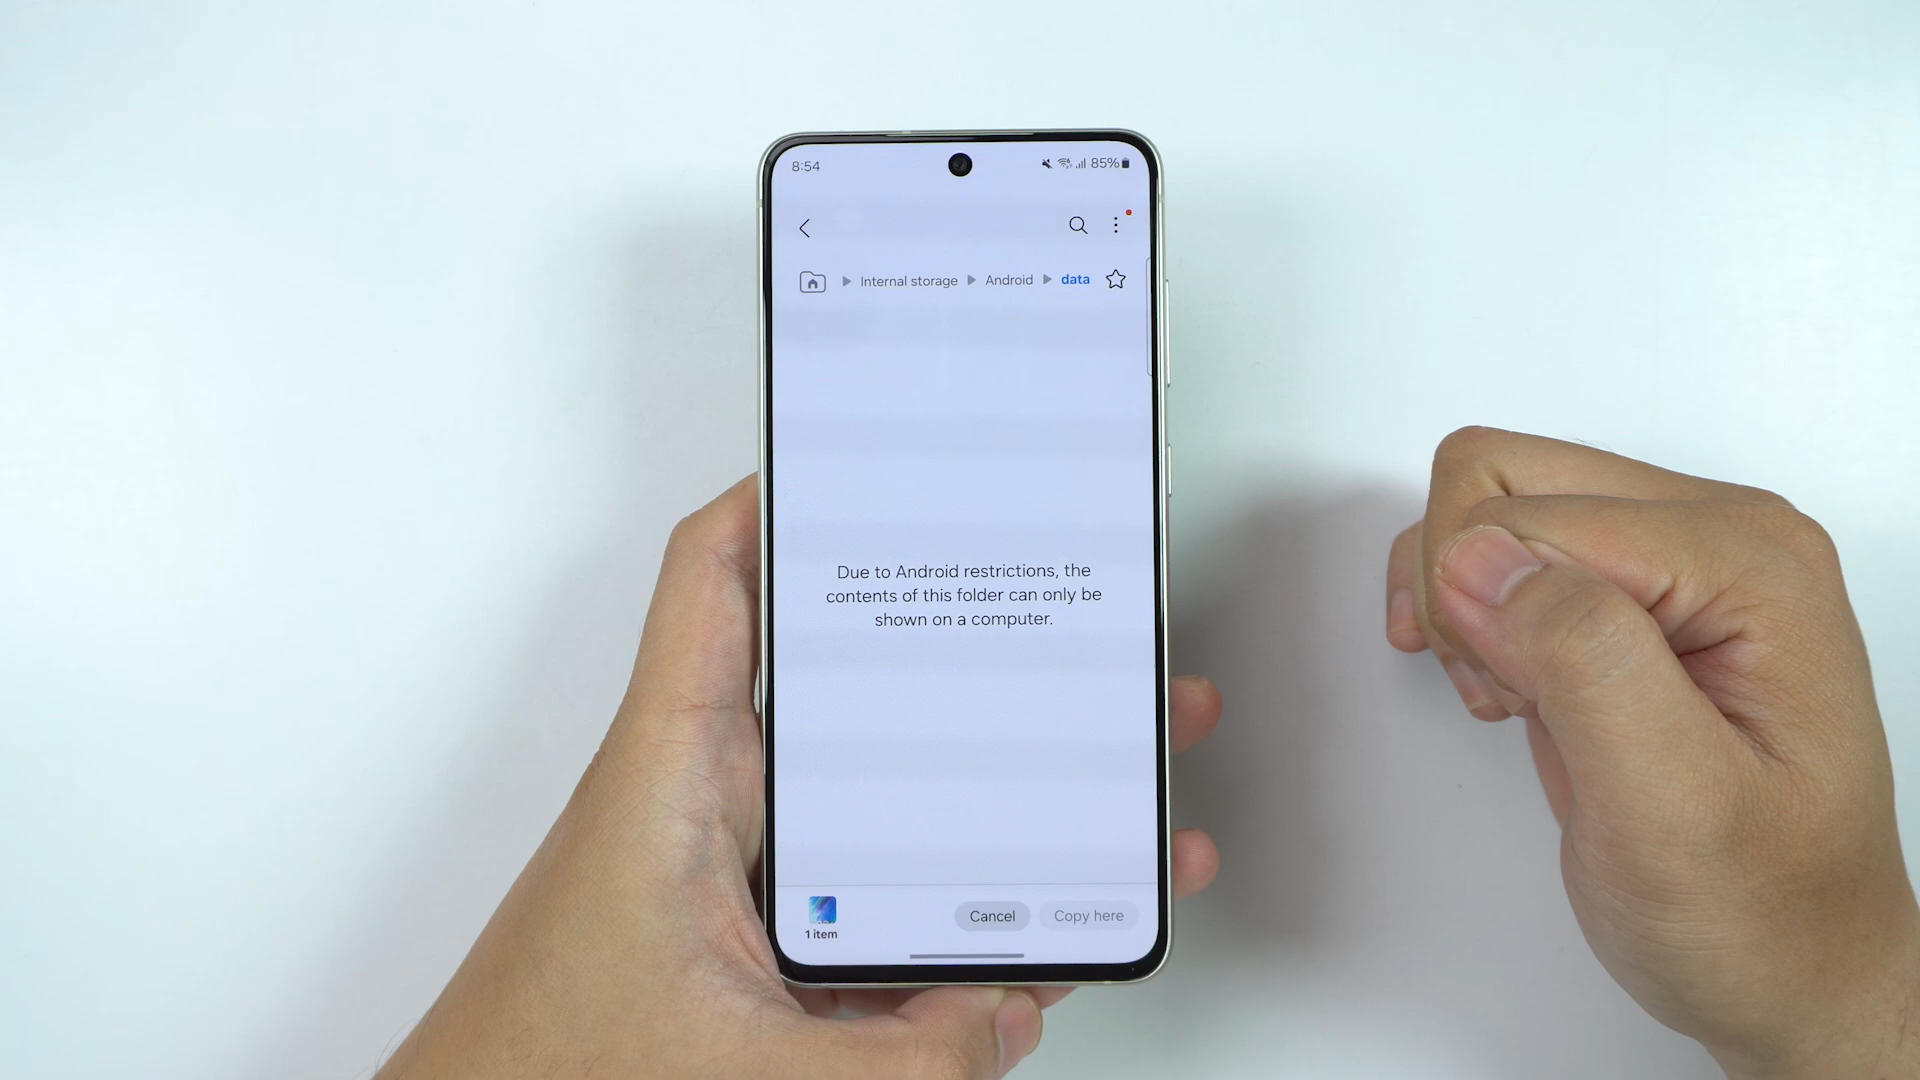 8:54
85%
Internal storage Android data
Due to Android restrictions, the
contents of this folder can only be
shown on a computer.
1 item
Cancel
Copy here